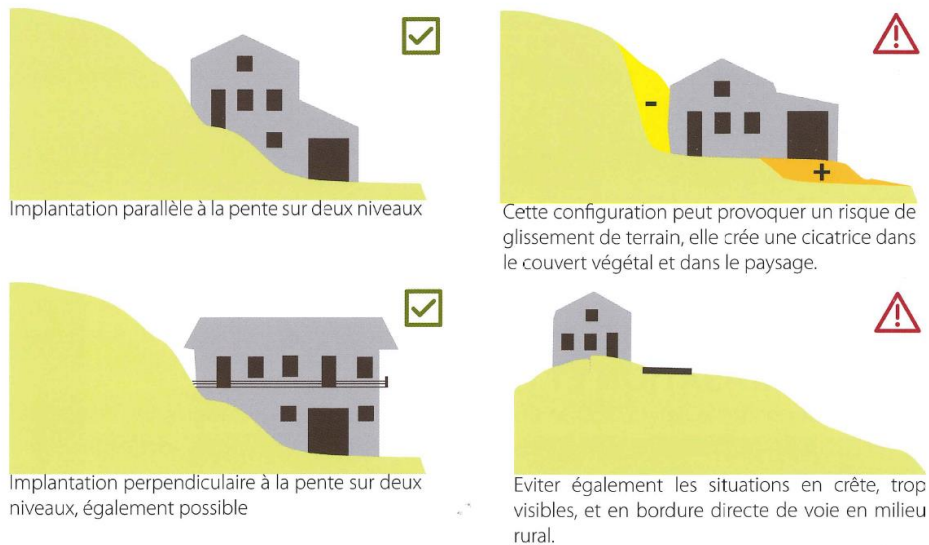 Implantation parallèle à la pente sur deux niveaux
-
+
Cette configuration peut provoquer un risque de
glissement de terrain, elle crée une cicatrice dans
le couvert végétal et dans le paysage.
Implantation perpendiculaire à la pente sur deux
niveaux, également possible
Eviter également les situations en crête, trop
visibles, et en bordure directe de voie en milieu
rural.